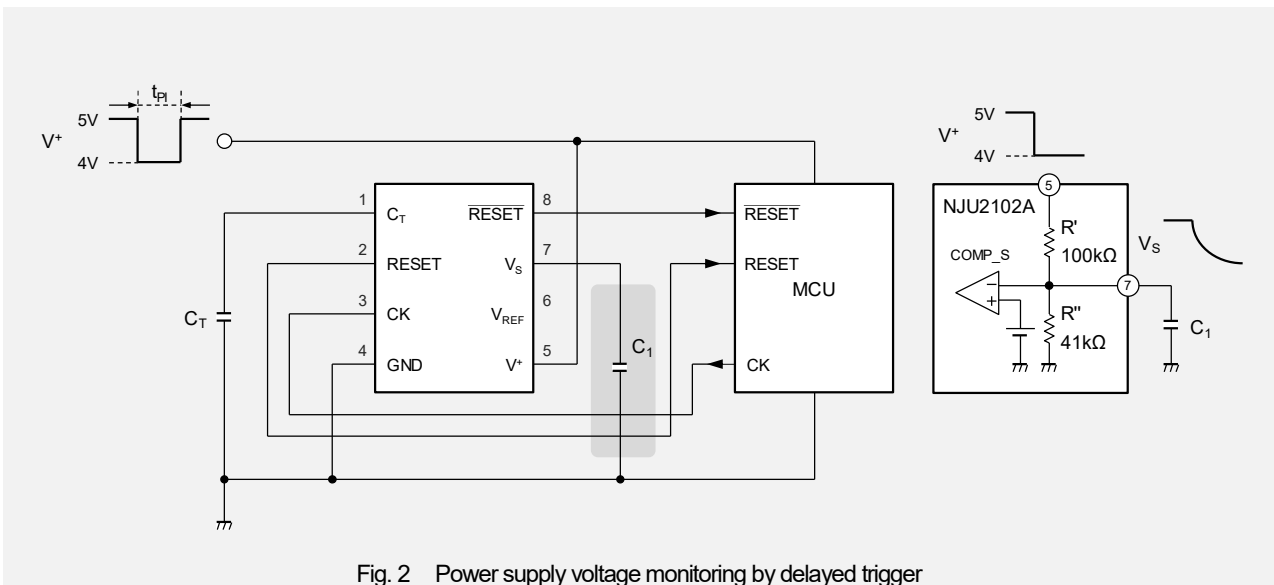 tPI
5V
V+
4V
1
CT
RESET
8
2
RESET
VS
7
3
CK
VREF
6
4
GND
V+
5
CT
C1
RESET
RESET
MCU
CK
5V
V+
4V
5
NJU2102A
R'
100kΩ
COMP_S
VS
7
R"
41kΩ
C1
Fig. 2 Power supply voltage monitoring by delayed trigger